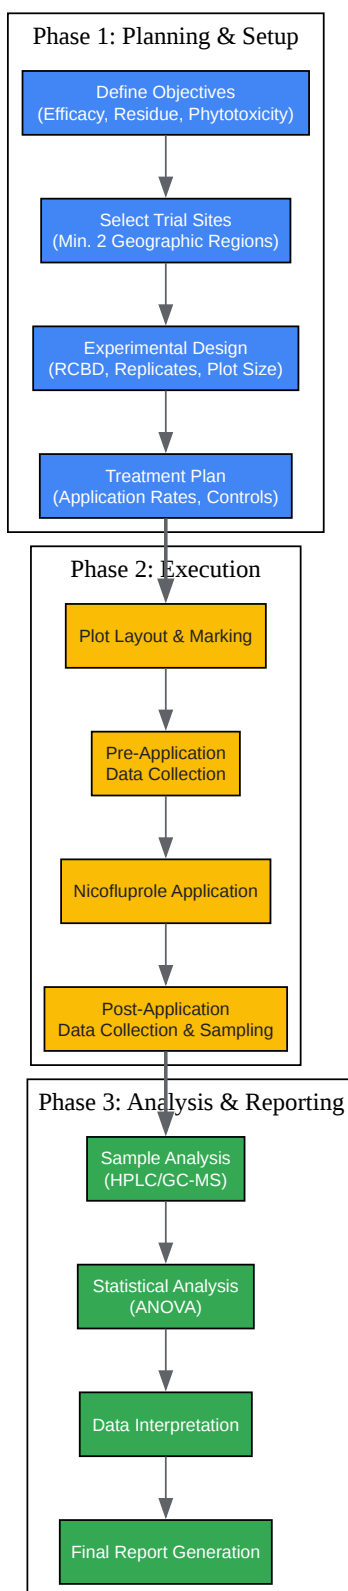 Phase 1: Planning & Setup
Define Objectives
(Efficacy, Residue, Phytotoxicity)
Select Trial Sites
(Min. 2 Geographic Regions)
Experimental Design
(RCBD, Replicates, Plot Size)
Treatment Plan
(Application Rates, Controls)
Phase 2: Execution
Plot Layout & Marking
Pre-Application
Data Collection
Nicofluprole Application
Post-Application
Data Collection & Sampling
Phase 3: Analysis & Reporting
Sample Analysis
(HPLC/GC-MS)
Statistical Analysis
(ANOVA)
Data Interpretation
Final Report Generation